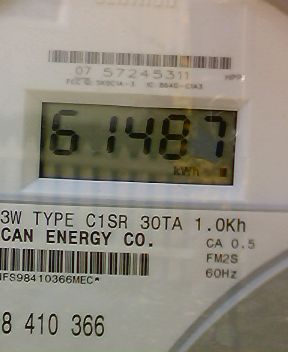 07 57245311
61487
kWh
3W TYPE C1SR 30TA 1.0Kh
CAN ENERGY CO.
CA 0.5
FM2S
60Hz
NFS98410366MEC*
8 410 366